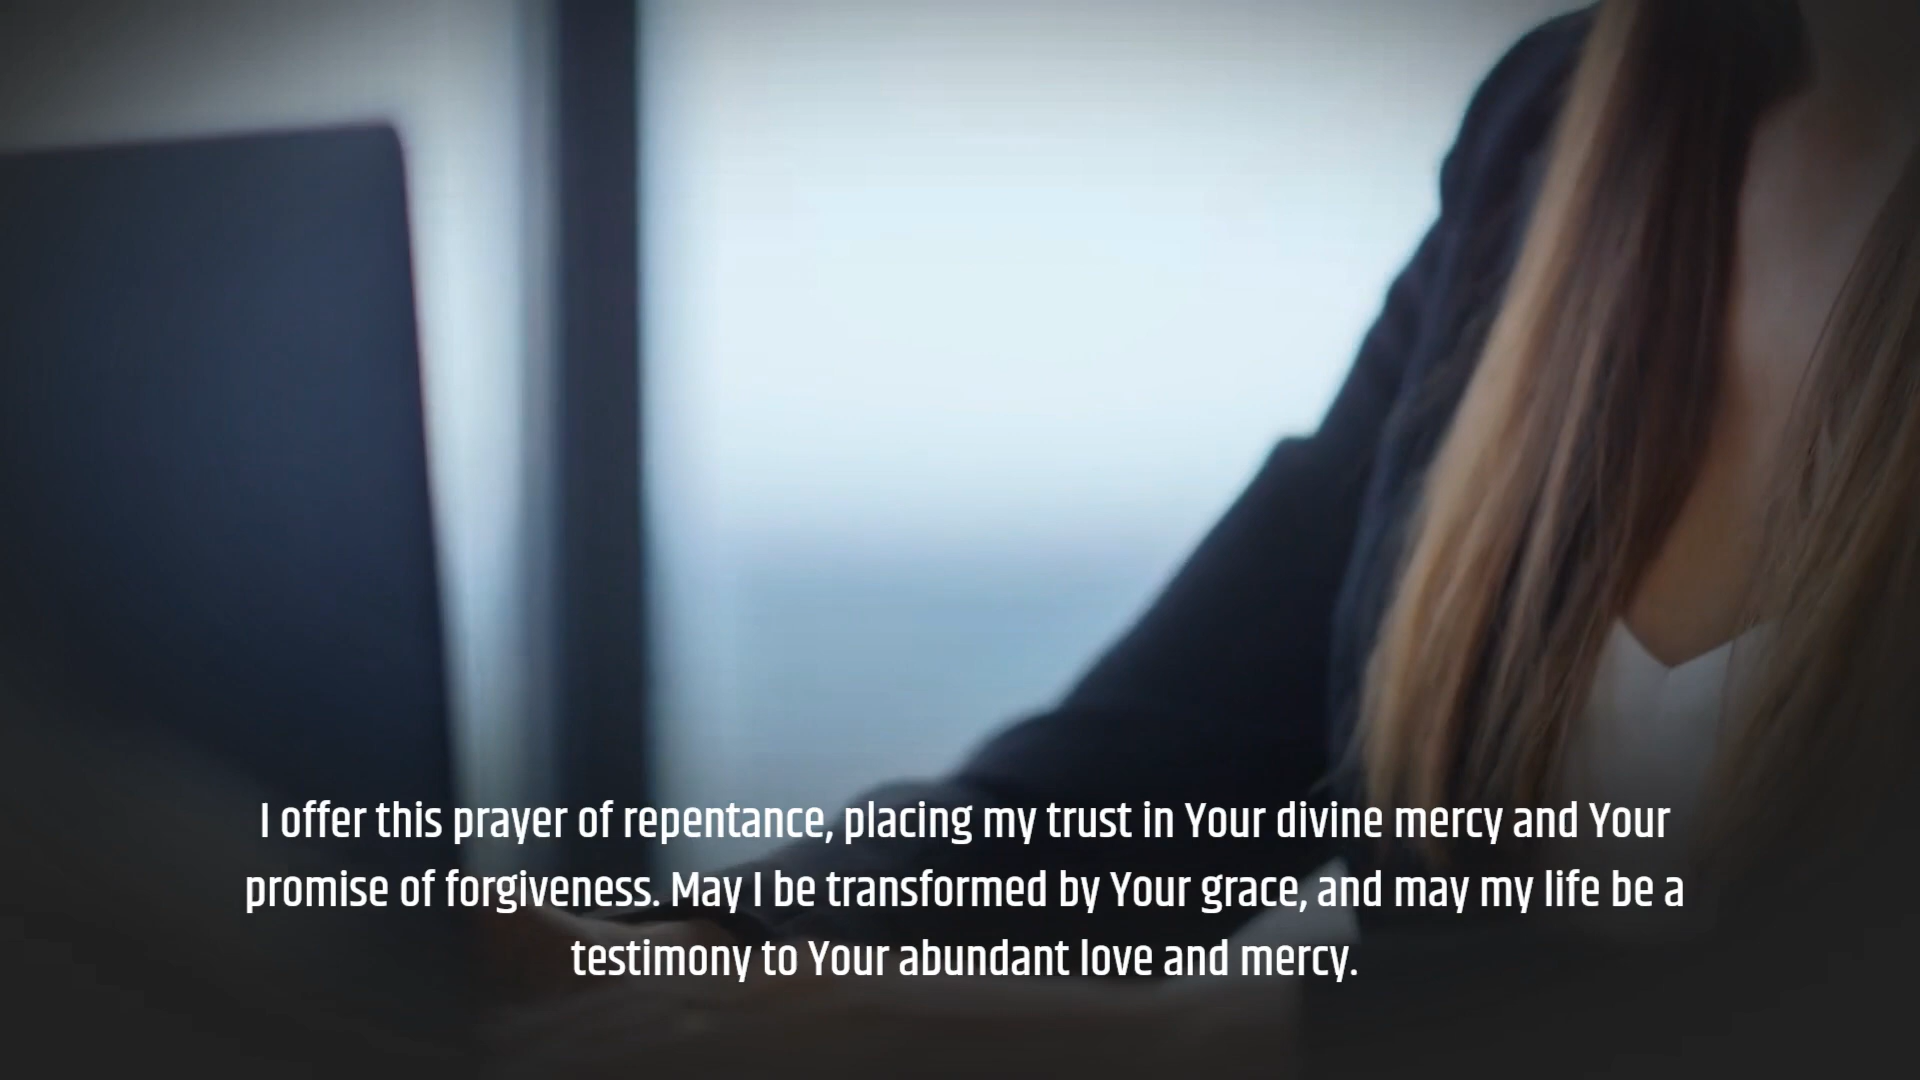 I offer this prayer of repentance, placing my trust in Your divine mercy and Your
promise of forgiveness. May I be transformed by Your grace, and may my life be a
testimony to Your abundant love and mercy.